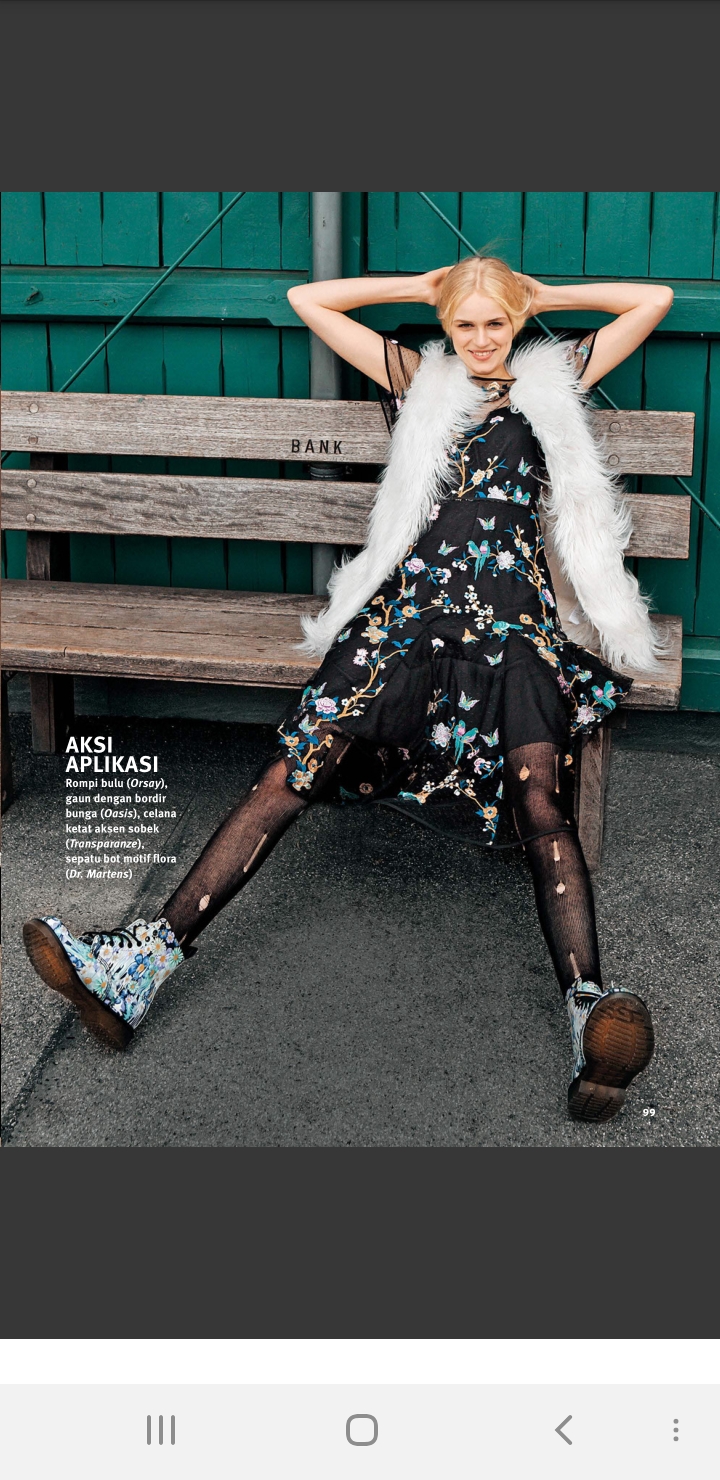 BANK
AKSI
APLIKASI
Rompi bulu (Orsay),
gaun dengan bordir
bunga (Oasis), celana
ketat aksen sobek
(Transparanze),
sepatu bot motif flora
(Dr. Martens)
99